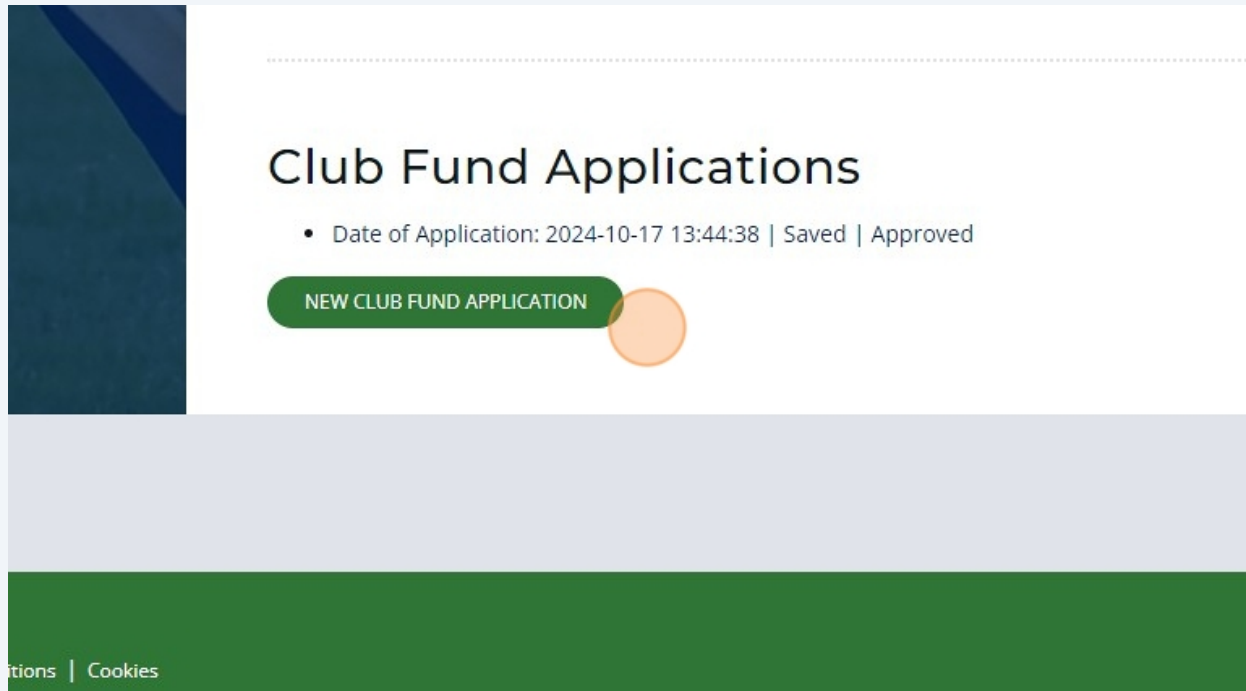 Club Fund Applications
Date of Application: 2024-10-17 13:44:38 | Saved | Approved
NEW CLUB FUND APPLICATION
itions | Cookies